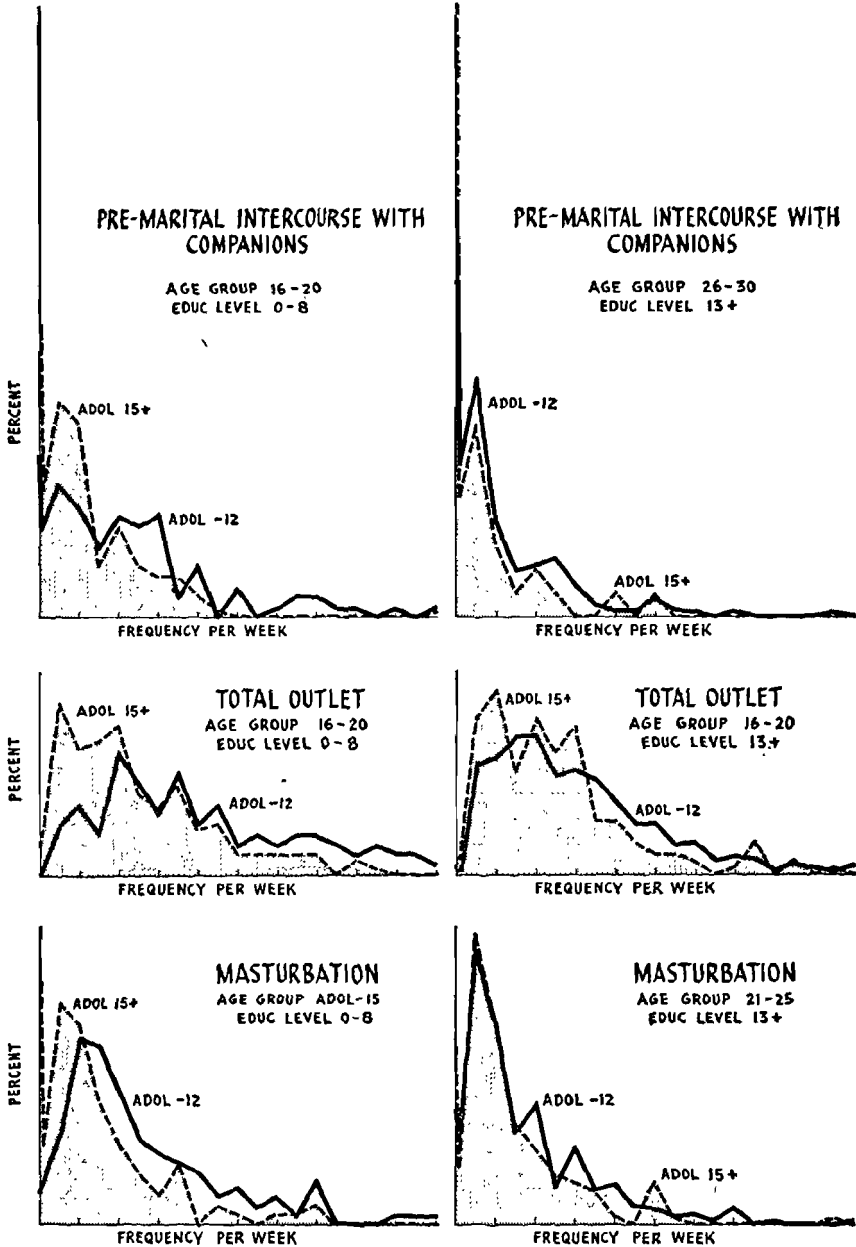 PRE-MARITAL INTERCOURSE WITH
COMPANIONS
AGE GROUP 16-20
EDUC LEVEL 0-8
PERCENT
ADOL 15+
ADOL -12
FREQUENCY PER WEEK
PRE-MARITAL INTERCOURSE WITH
COMPANIONS
AGE GROUP 26-30
EDUC LEVEL 13+
ADOL -12
ADOL 15+
FREQUENCY PER WEEK
TOTAL OUTLET
AGE GROUP 16-20
EDUC LEVEL 0-8
PERCENT
ADOL 15+
ADOL -12
FREQUENCY PER WEEK
TOTAL OUTLET
AGE GROUP 16-20
EDUC LEVEL 13+
ADOL 15+
ADOL -12
FREQUENCY PER WEEK
MASTURBATION
AGE GROUP ADOL-15
EDUC LEVEL 0-8
PERCENT
ADOL 15+
ADOL -12
FREQUENCY PER WEEK
MASTURBATION
AGE GROUP 21-25
EDUC LEVEL 13+
ADOL -12
ADOL 15+
FREQUENCY PER WEEK